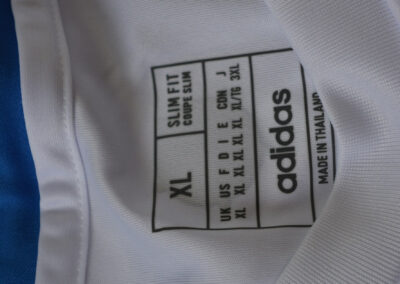 XL
SLIM FIT
COUPE SLIM
UK US F D I E CDN J
XL XL XL XL XL XL XL/TG 3XL
adidas
MADE IN THAILAND